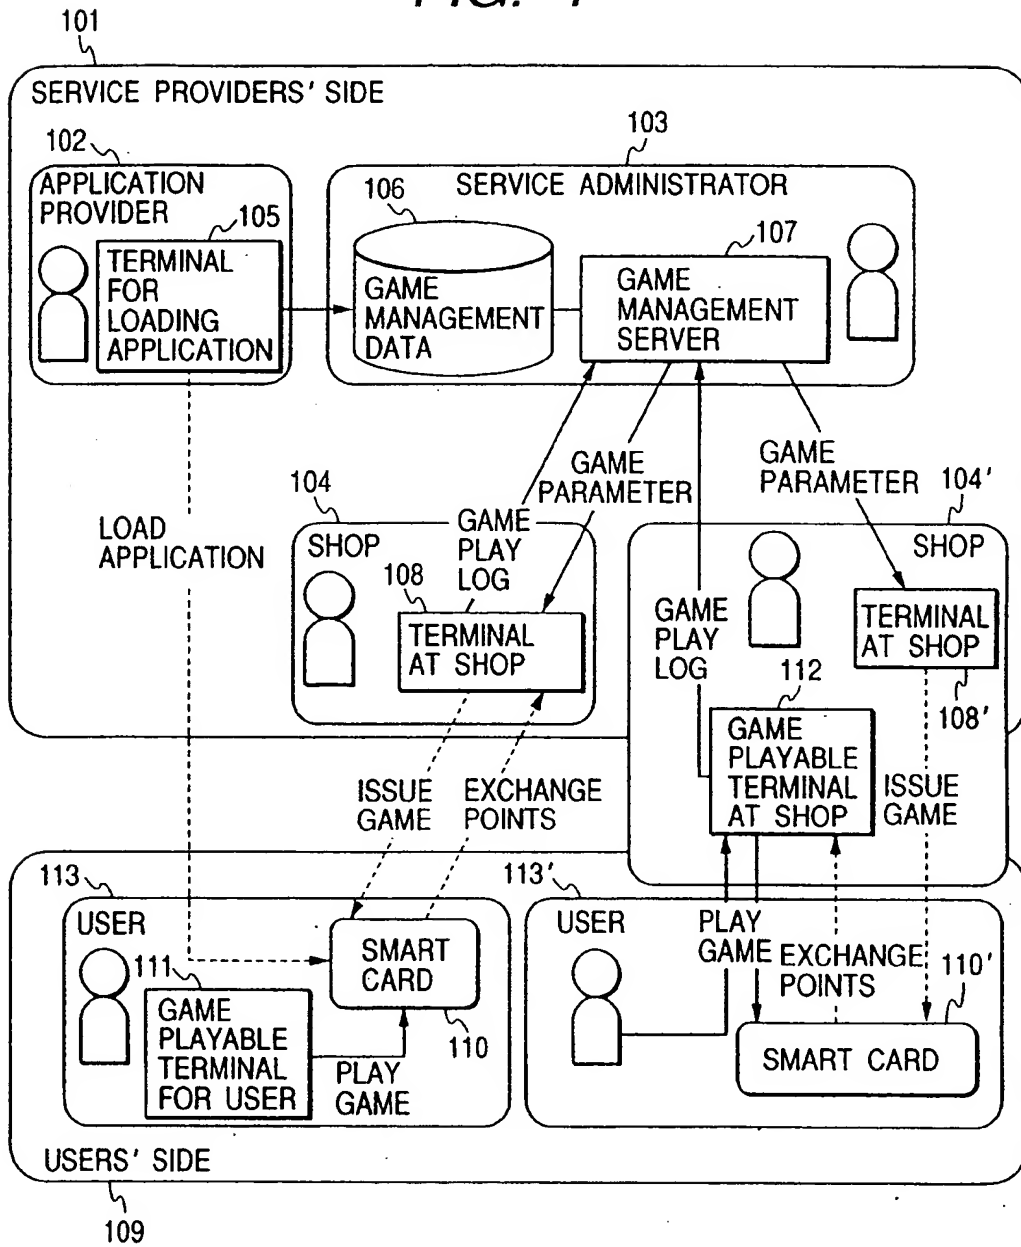 FIG. 1
101
SERVICE PROVIDERS' SIDE
102
103
APPLICATION
PROVIDER
SERVICE ADMINISTRATOR
105
106
107
TERMINAL
FOR
LOADING
APPLICATION
GAME
MANAGEMENT
DATA
GAME
MANAGEMENT
SERVER
LOAD
APPLICATION
GAME
PARAMETER
GAME
PARAMETER
104
104'
SHOP
SHOP
GAME
PLAY
LOG
108
TERMINAL
AT SHOP
GAME
PLAY
LOG
TERMINAL
AT SHOP
108'
112
GAME
PLAYABLE
TERMINAL
AT SHOP
ISSUE
GAME
EXCHANGE
POINTS
ISSUE
GAME
113
113'
USER
USER
SMART
CARD
110
111
GAME
PLAYABLE
TERMINAL
FOR USER
PLAY
GAME
PLAY
GAME
EXCHANGE
POINTS
110'
SMART CARD
USERS' SIDE
109